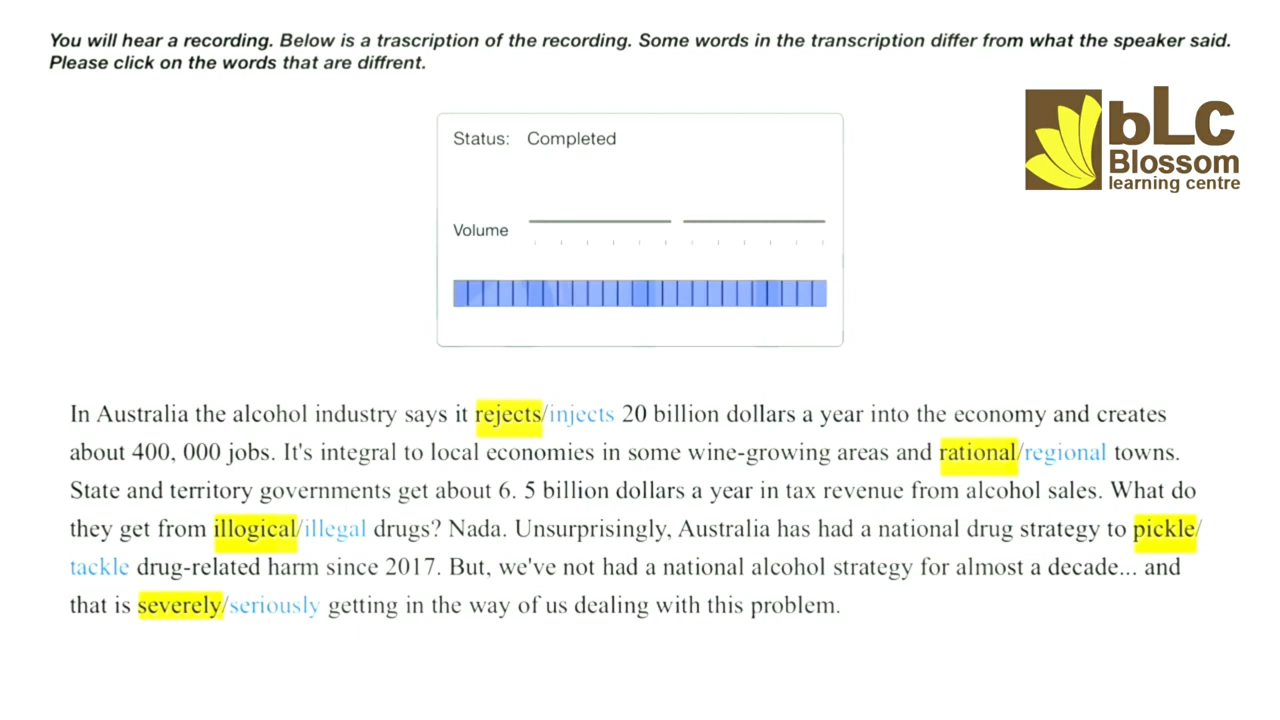 You will hear a recording. Below is a trascription of the recording. Some words in the transcription differ from what the speaker said.
Please click on the words that are diffrent.
bLc
Blossom
learning centre
Status: Completed
Volume
In Australia the alcohol industry says it rejects/injects 20 billion dollars a year into the economy and creates
about 400, 000 jobs. It's integral to local economies in some wine-growing areas and rational/regional towns.
State and territory governments get about 6. 5 billion dollars a year in tax revenue from alcohol sales. What do
they get from illogical/illegal drugs? Nada. Unsurprisingly, Australia has had a national drug strategy to pickle/
tackle drug-related harm since 2017. But, we've not had a national alcohol strategy for almost a decade... and
that is severely/seriously getting in the way of us dealing with this problem.